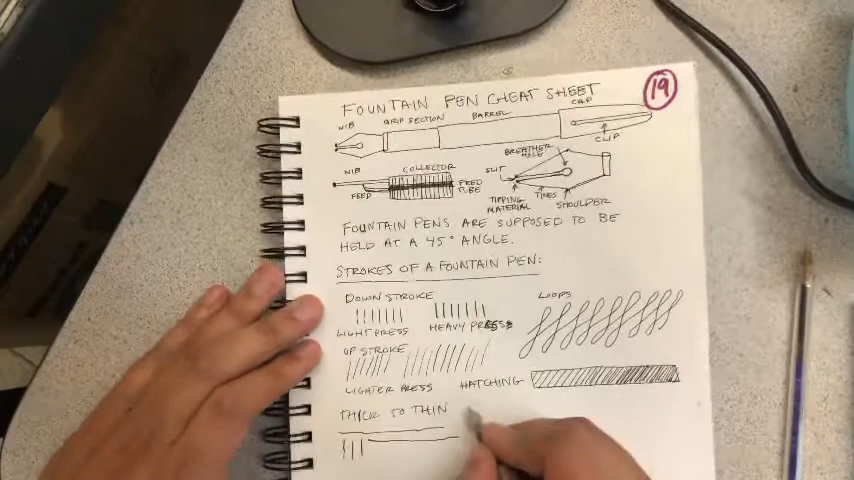 FOUNTAIN PEN CHEAT SHEET
19
NIB GRIP SECTION BARREL CAP
CLIP
NIB COLLECTOR
FEED FEED TUBE
BREATHER HOLE
SLIT
TIPPING MATERIAL TINES SHOULDER
FOUNTAIN PENS ARE SUPPOSED TO BE
HELD AT A 45° ANGLE.
STROKES OF A FOUNTAIN PEN:
DOWN STROKE LOOPS
LIGHT PRESS HEAVY PRESS
UP STROKE
LIGHTER PRESS HATCHING
THICK TO THIN